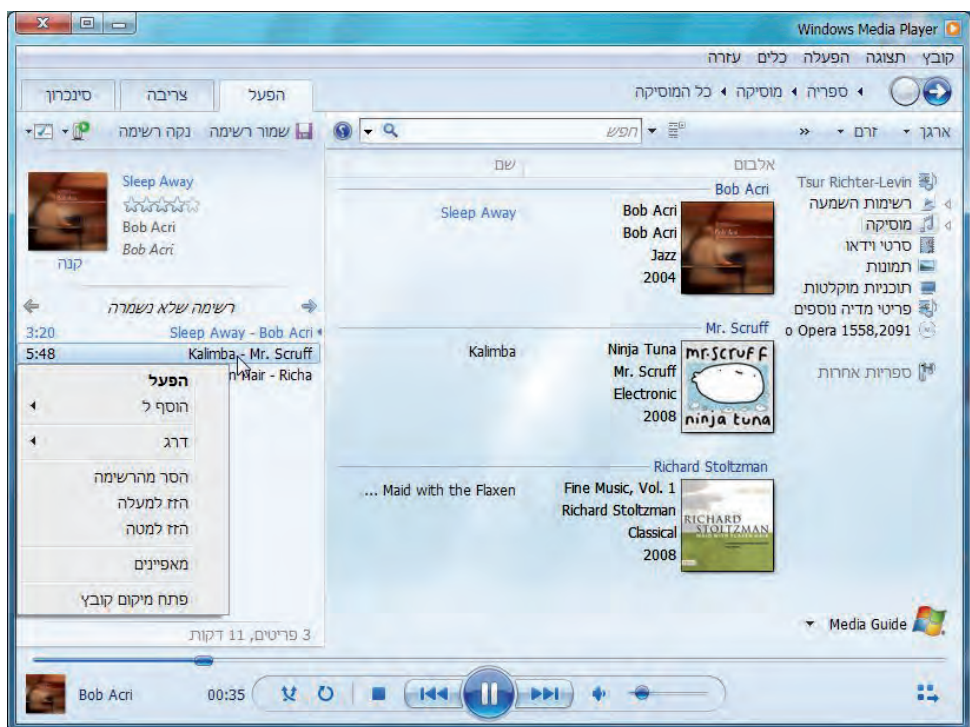 Windows Media Player
קובץ תצוגה הפעלה כלים עזרה
ספריה מוסיקה כל המוסיקה
הפעל
צריבה
סינכרון
ארגן זרם »
חפש
שמור רשימה נקה רשימה
Tsur Richter-Levin
רשימות השמעה
מוסיקה
סרטי וידאו
תמונות
תוכניות מוקלטות
פריטי מדיה נוספים
o Opera 1558,2091
ספריות אחרות
Media Guide
אלבום
שם
Bob Acri
Bob Acri
Bob Acri
Jazz
2004
Sleep Away
Mr. Scruff
mr.scruff
ninja tuna
Ninja Tuna
Mr. Scruff
Electronic
2008
Kalimba
Richard Stoltzman
RICHARD
STOLTZMAN
Fine Music, Vol. 1
Richard Stoltzman
Classical
2008
Maid with the Flaxen ...
Sleep Away
Bob Acri
Bob Acri
קנה
רשימה שלא נשמרה
Sleep Away - Bob Acri 3:20
Kalimba - Mr. Scruff 5:48
Hair - Richa
הפעל
הוסף ל
דרג
הסר מהרשימה
הזז למעלה
הזז למטה
מאפיינים
פתח מיקום קובץ
3 פריטים, 11 דקות
Bob Acri 00:35